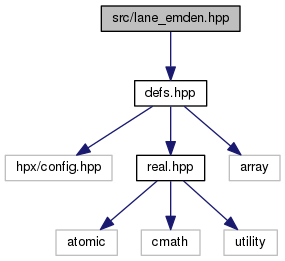 src/lane_emden.hpp
defs.hpp
hpx/config.hpp
real.hpp
array
atomic
cmath
utility